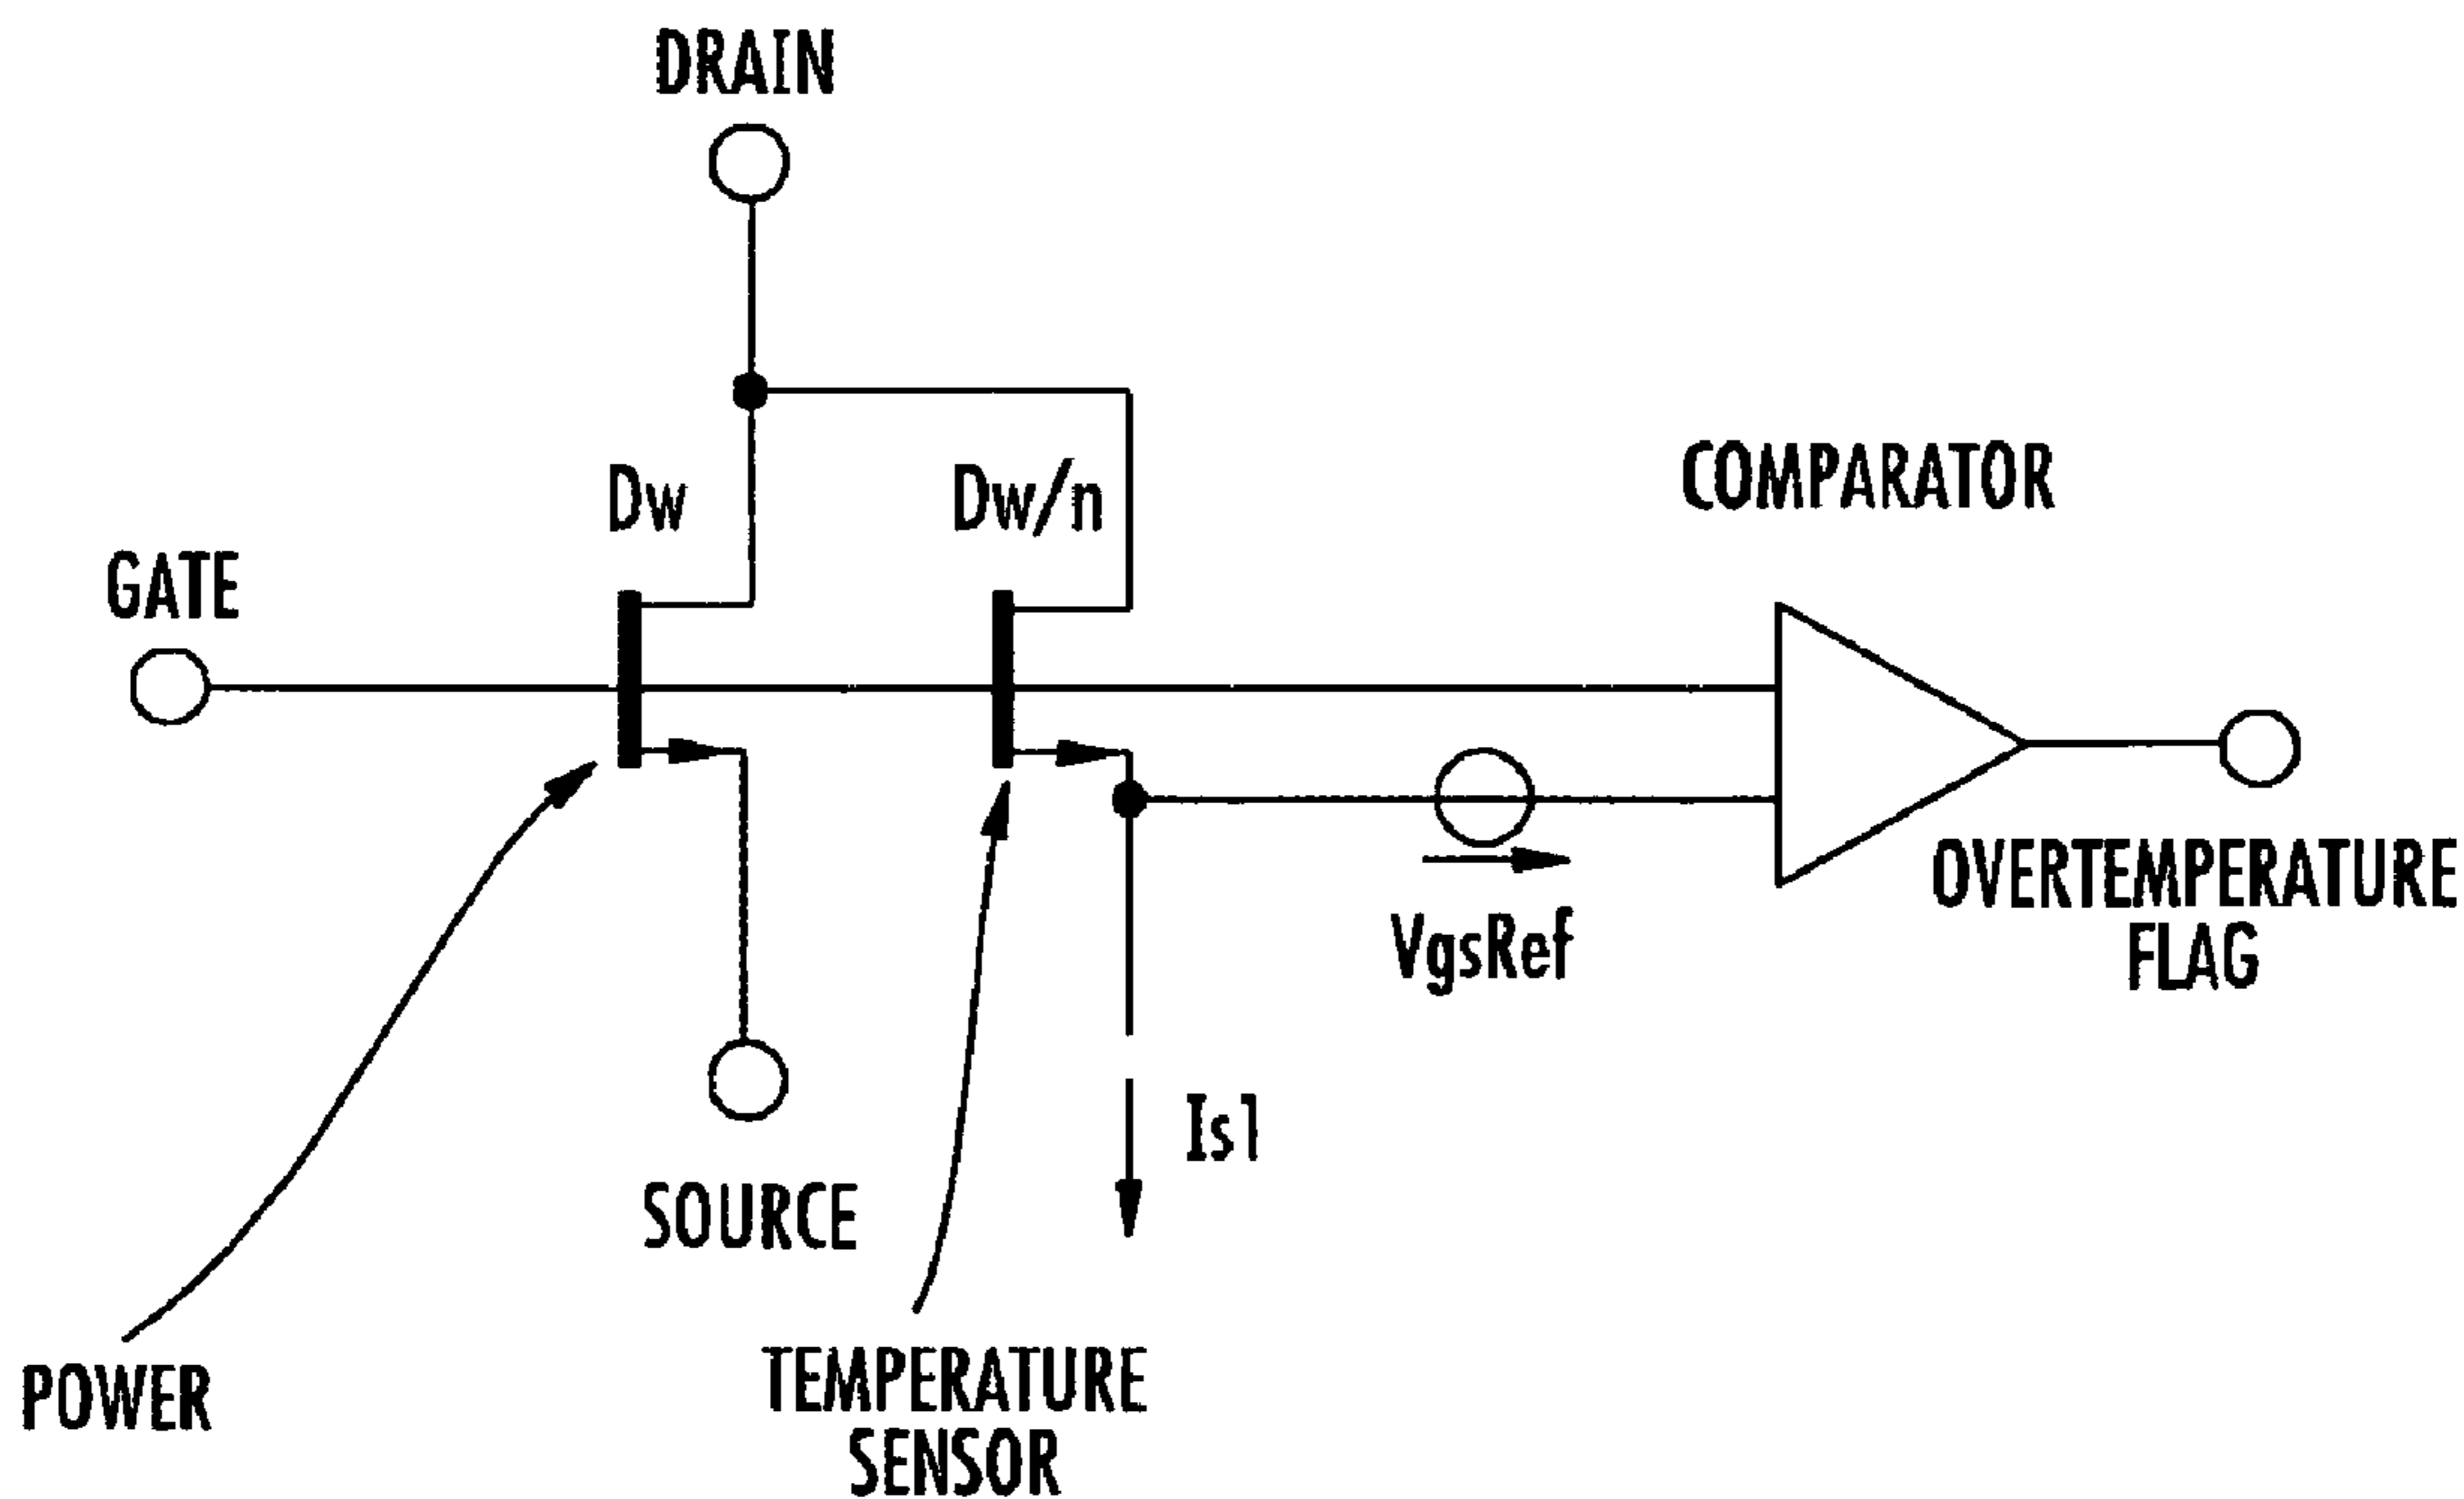 DRAIN
Dw
Dw/n
COMPARATOR
GATE
OVERTEMPERATURE
FLAG
VgsRef
Is1
SOURCE
POWER
TEMPERATURE
SENSOR